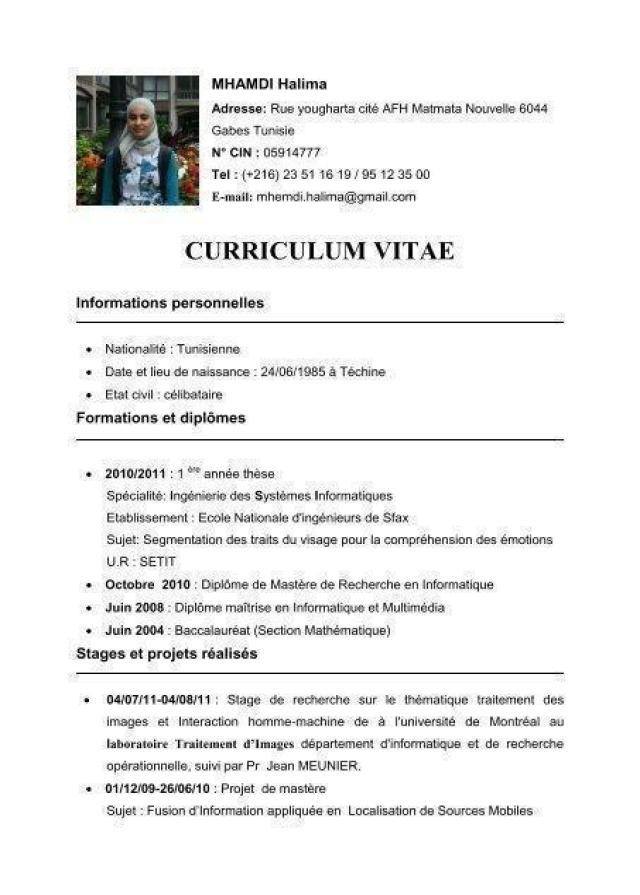 MHAMDI Halima
Adresse: Rue yougharta cité AFH Matmata Nouvelle 6044
Gabes Tunisie
N° CIN : 05914777
Tel : (+216) 23 51 16 19 / 95 12 35 00
E-mail: mhemdi.halima@gmail.com
CURRICULUM VITAE
Informations personnelles
• Nationalité : Tunisienne
• Date et lieu de naissance : 24/06/1985 à Téchine
• Etat civil : célibataire
Formations et diplômes
• 2010/2011 : 1 ère année thèse
Spécialité: Ingénierie des Systèmes Informatiques
Etablissement : Ecole Nationale d'ingénieurs de Sfax
Sujet: Segmentation des traits du visage pour la compréhension des émotions
U.R : SETIT
• Octobre 2010 : Diplôme de Mastère de Recherche en Informatique
• Juin 2008 : Diplôme maîtrise en Informatique et Multimédia
• Juin 2004 : Baccalauréat (Section Mathématique)
Stages et projets réalisés
• 04/07/11-04/08/11 : Stage de recherche sur le thématique traitement des
images et Interaction homme-machine de à l'université de Montréal au
laboratoire Traitement d'Images département d'informatique et de recherche
opérationnelle, suivi par Pr Jean MEUNIER.
• 01/12/09-26/06/10 : Projet de mastère
Sujet : Fusion d'Information appliquée en Localisation de Sources Mobiles